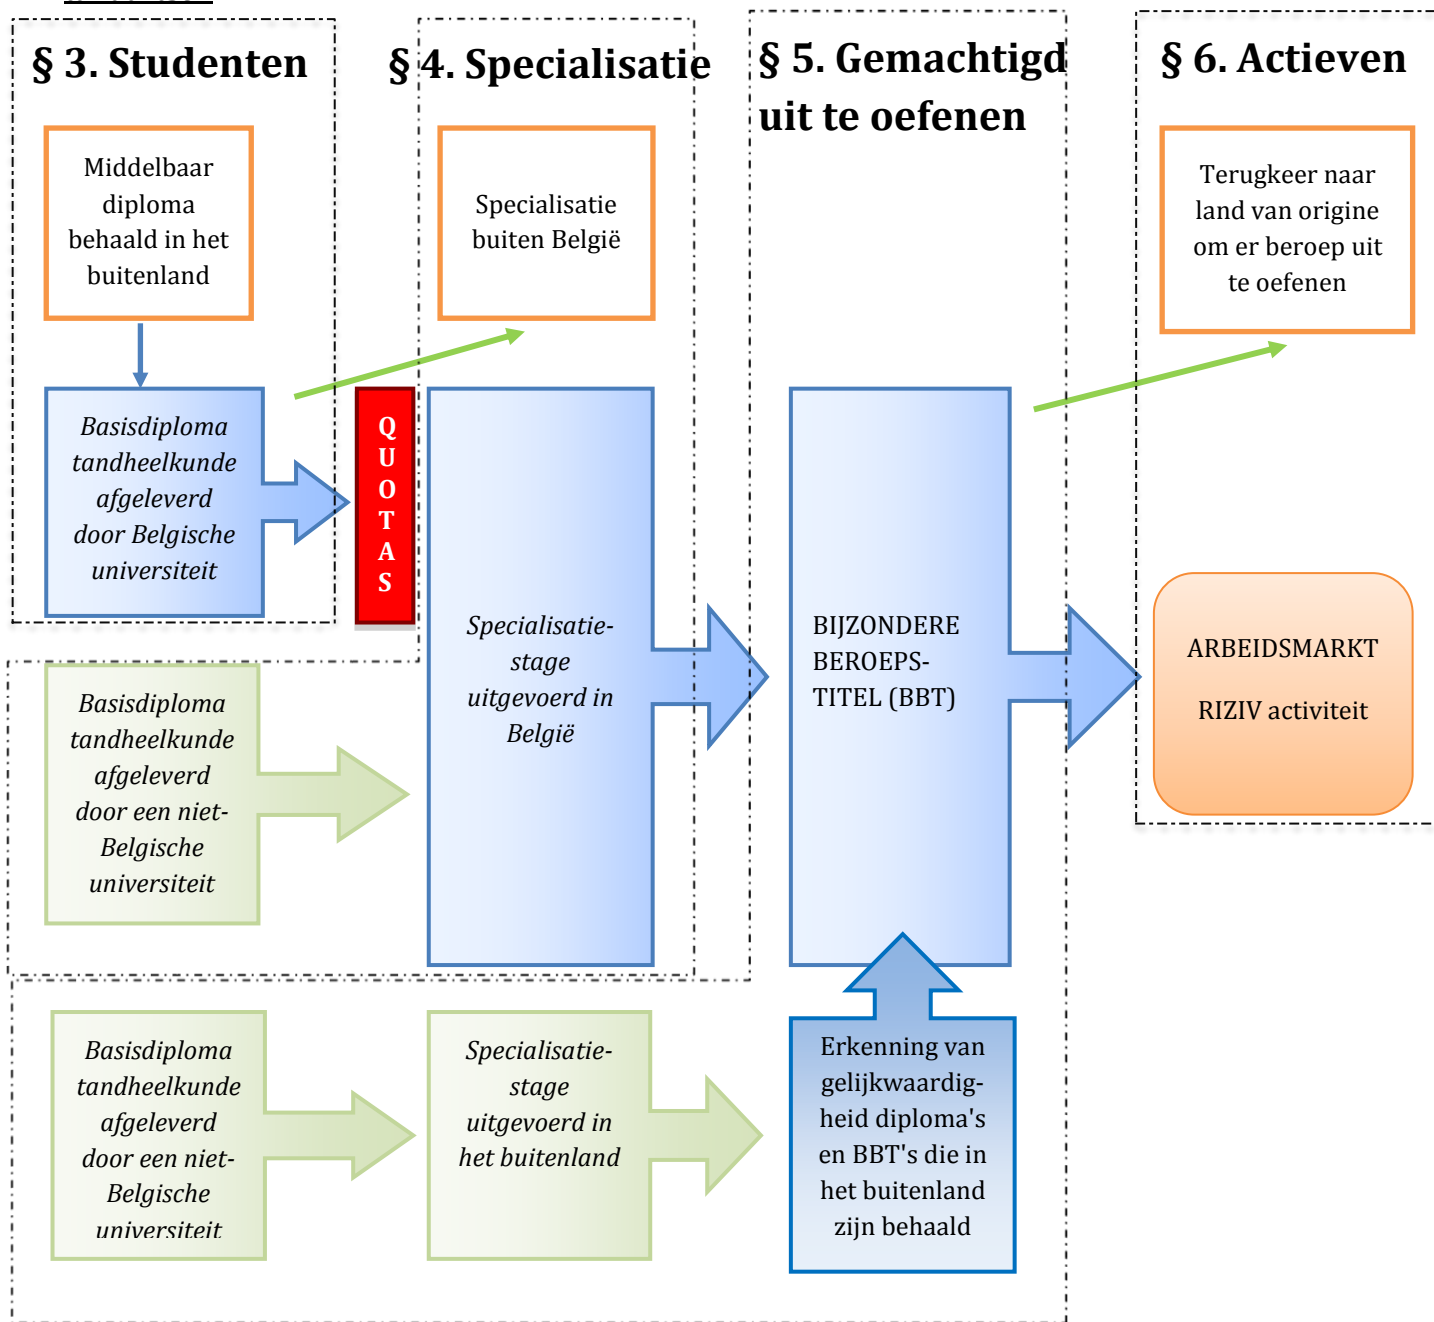 § 3. Studenten
§ 4. Specialisatie
§ 5. Gemachtigd
uit te oefenen
§ 6. Actieven
Middelbaar
diploma
behaald in het
buitenland
Specialisatie
buiten België
Terugkeer naar
land van origine
om er beroep uit
te oefenen
Basisdiploma
tandheelkunde
afgeleverd
door Belgische
universiteit
Q
U
O
T
A
S
Specialisatie-
stage
uitgevoerd in
België
BIJZONDERE
BEROEPS-
TITEL (BBT)
ARBEIDSMARKT
RIZIV activiteit
Basisdiploma
tandheelkunde
afgeleverd
door een niet-
Belgische
universiteit
Basisdiploma
tandheelkunde
afgeleverd
door een niet-
Belgische
universiteit
Specialisatie-
stage
uitgevoerd in
het buitenland
Erkenning van
gelijkwaardig-
heid diploma's
en BBT's die in
het buitenland
zijn behaald